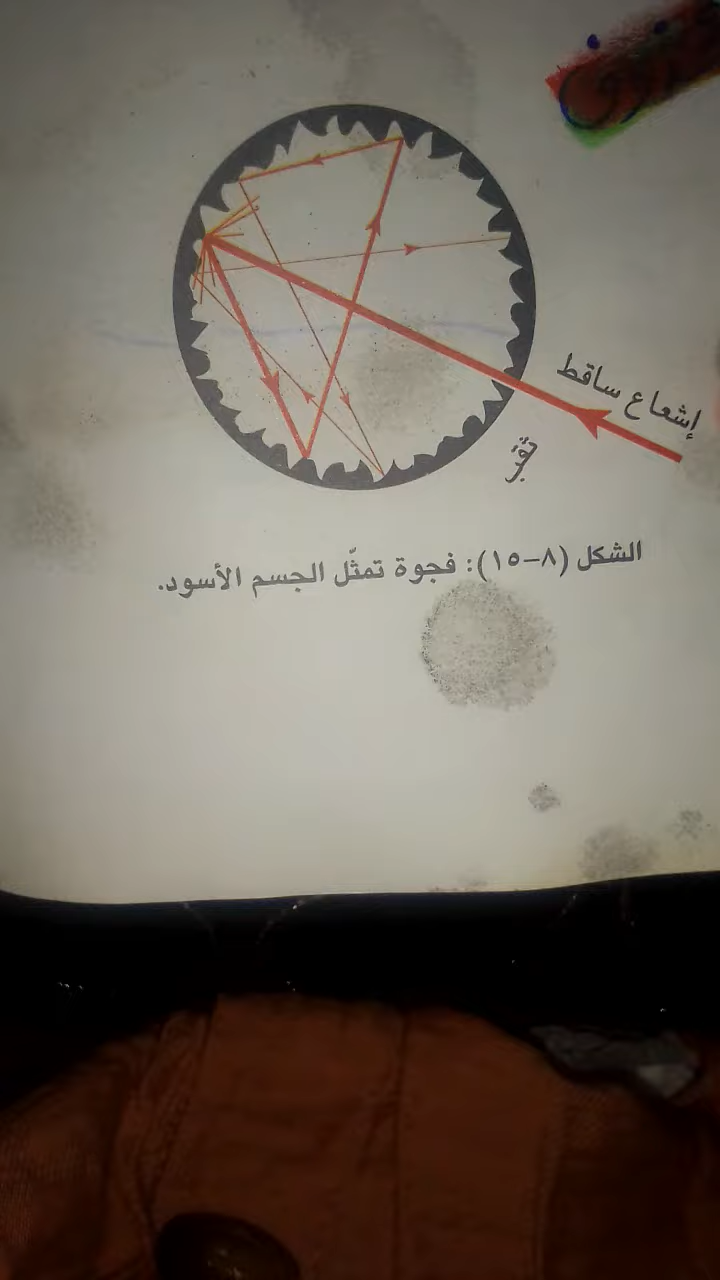 إشعاع ساقط
ثقب
الشكل (٨-١٥): فجوة تمثّل الجسم الأسود.